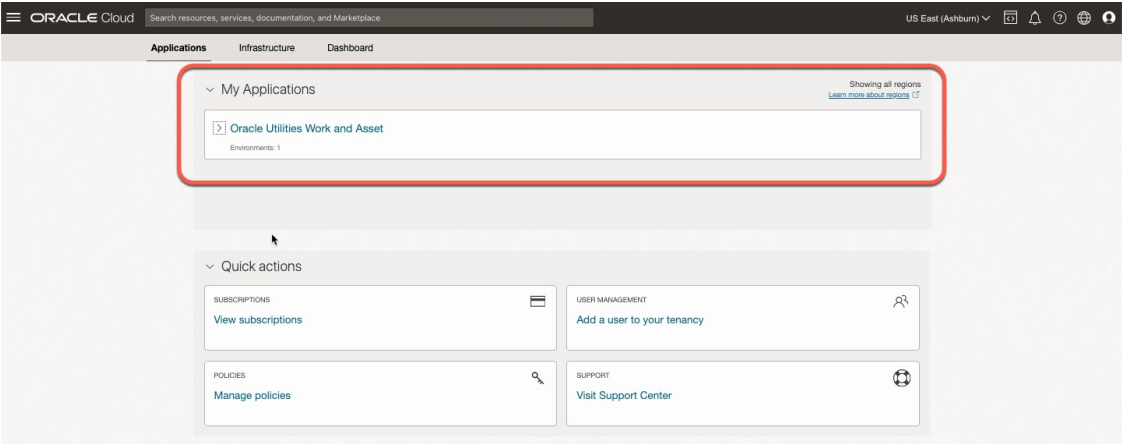 ORACLE Cloud
Search resources, services, documentation, and Marketplace
US East (Ashburn)
Applications
Infrastructure
Dashboard
My Applications
Showing all regions
Learn more about regions
Oracle Utilities Work and Asset
Environments: 1
Quick actions
SUBSCRIPTIONS
View subscriptions
USER MANAGEMENT
Add a user to your tenancy
POLICIES
Manage policies
SUPPORT
Visit Support Center